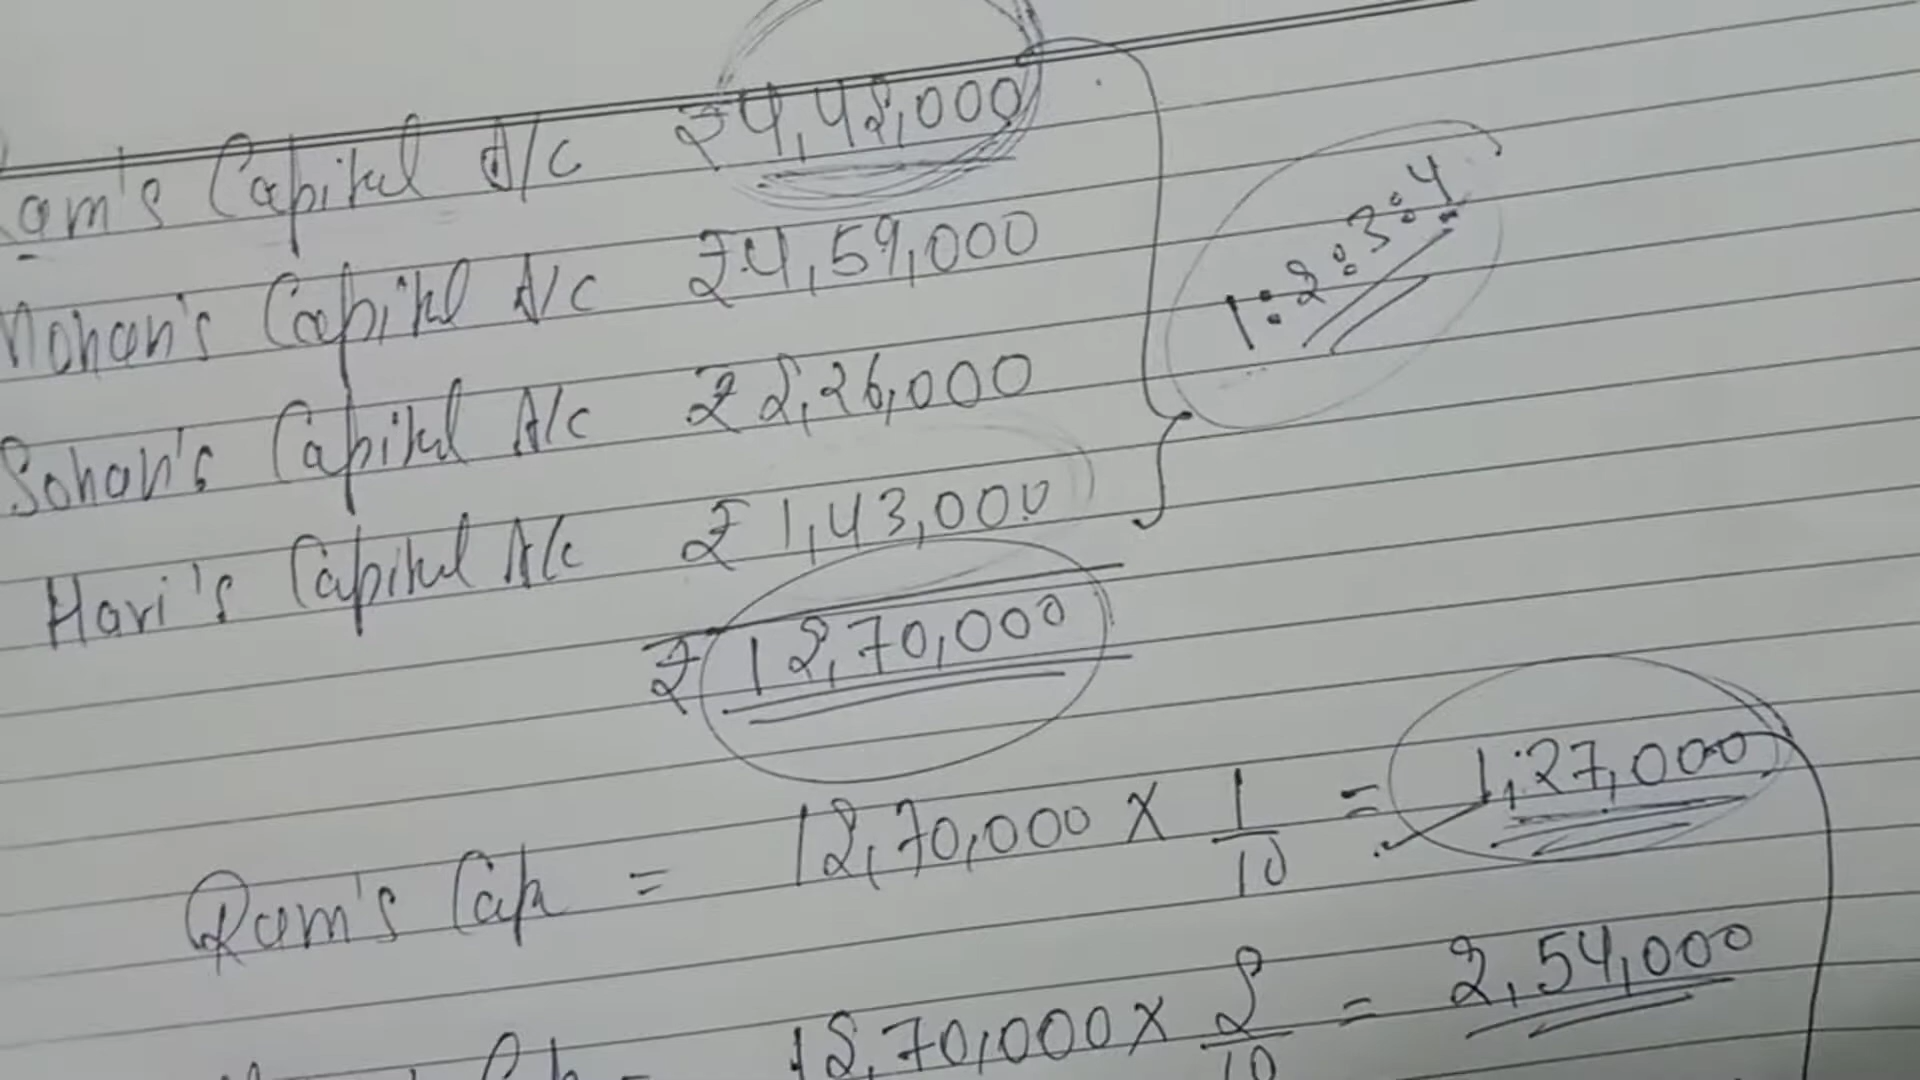 Ram's Capital A/c ₹4,42,000
Mohan's Capital A/c ₹4,59,000
Sohan's Capital A/c ₹2,26,000
Hari's Capital A/c ₹1,43,000
1:2:3:4
₹12,70,000
Ram's Cap = 12,70,000 × 1/10 = 1,27,000
12,70,000 × 2/10 = 2,54,000